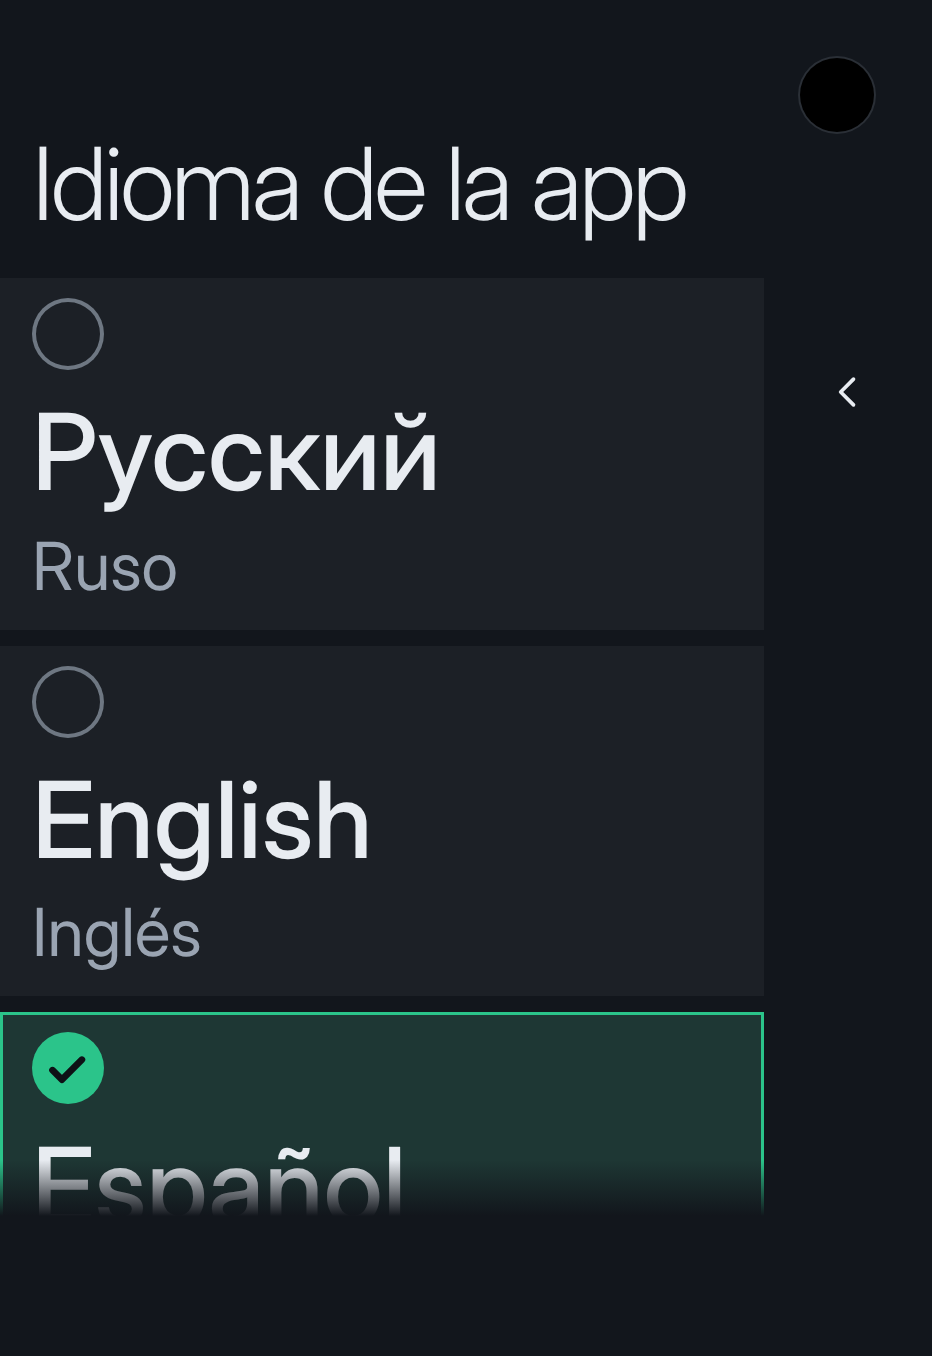 Idioma de la app
Русский
Ruso
English
Inglés
Español